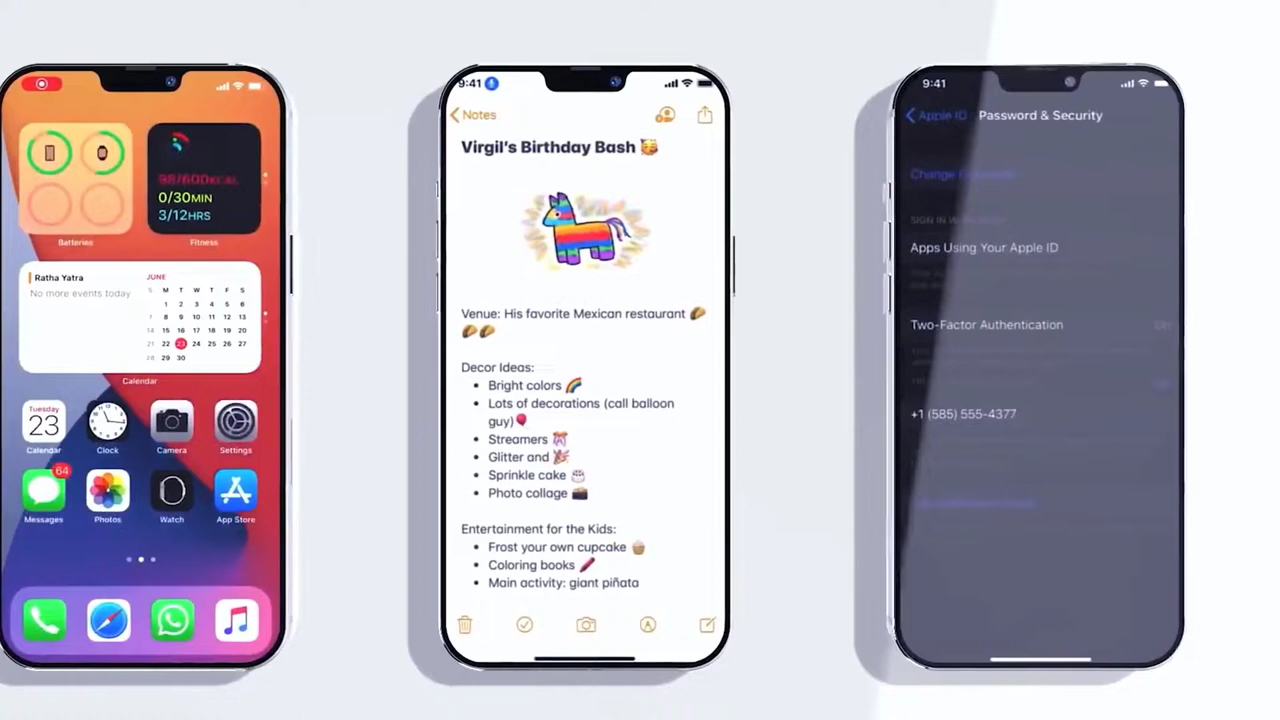 98/600KCAL
0/30MIN
3/12HRS
Batteries
Fitness
Ratha Yatra
No more events today
JUNE
S M T W T F S
1 2 3 4 5 6
7 8 9 10 11 12 13
14 15 16 17 18 19 20
21 22 23 24 25 26 27
28 29 30
Calendar
Tuesday
23
Calendar
Clock
Camera
Settings
64
Messages
Photos
Watch
App Store
9:41
Notes
Virgil's Birthday Bash 🥳
Venue: His favorite Mexican restaurant 🌮
🌮🌮
Decor Ideas:
• Bright colors 🌈
• Lots of decorations (call balloon
guy)🎈
• Streamers 🎊
• Glitter and 🎉
• Sprinkle cake 🎂
• Photo collage 📸
Entertainment for the Kids:
• Frost your own cupcake 🧁
• Coloring books 🖍️
• Main activity: giant piñata
9:41
Apple ID
Password & Security
Change
SIGN IN
Apps Using Your Apple ID
Two-Factor Authentication
+1 (585) 555-4377